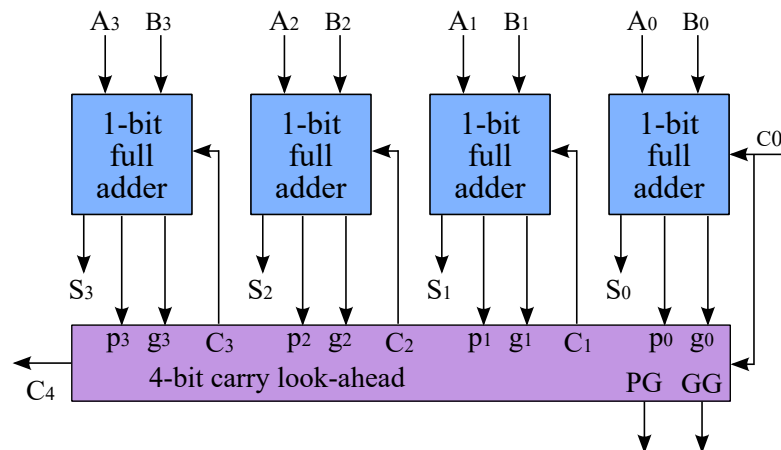 A3 B3 A2 B2 A1 B1 A0 B0
1-bit full adder
1-bit full adder
1-bit full adder
1-bit full adder
C0
S3 S2 S1 S0
p3 g3 C3 p2 g2 C2 p1 g1 C1 p0 g0
C4
4-bit carry look-ahead
PG GG